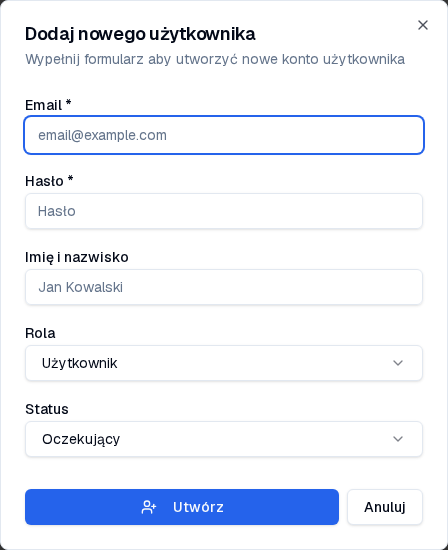 Dodaj nowego użytkownika
Wypełnij formularz aby utworzyć nowe konto użytkownika
Email *
email@example.com
Hasło *
Hasło
Imię i nazwisko
Jan Kowalski
Rola
Użytkownik
Status
Oczekujący
Utwórz
Anuluj